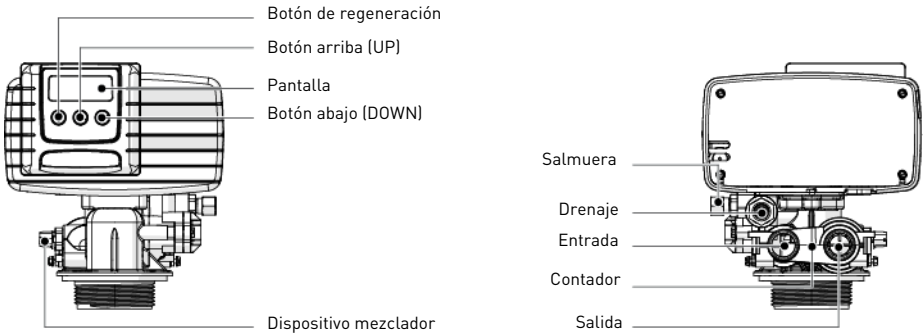 Botón de regeneración
Botón arriba (UP)
Pantalla
Botón abajo (DOWN)
Dispositivo mezclador
Salmuera
Drenaje
Entrada
Contador
Salida